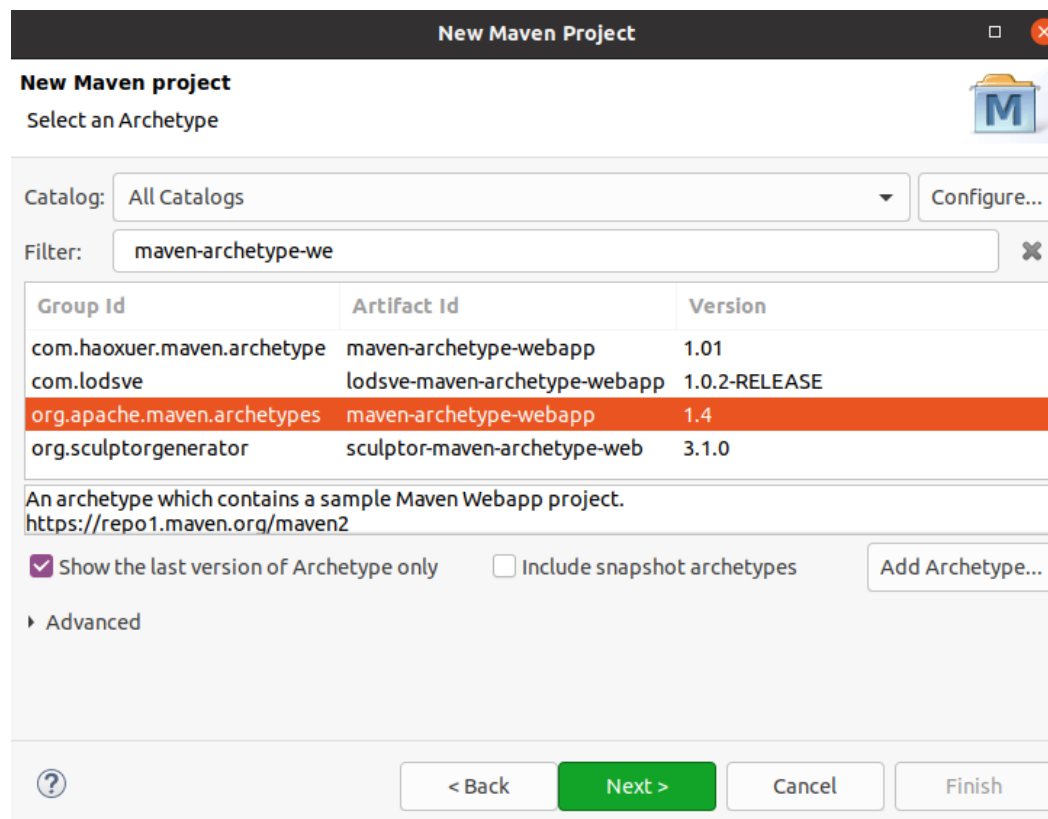 New Maven Project
New Maven project
Select an Archetype
M
Catalog: All Catalogs Configure...
Filter: maven-archetype-we
Group Id Artifact Id Version
com.haoxuer.maven.archetype maven-archetype-webapp 1.01
com.lodsve lodsve-maven-archetype-webapp 1.0.2-RELEASE
org.apache.maven.archetypes maven-archetype-webapp 1.4
org.sculptorgenerator sculptor-maven-archetype-web 3.1.0
An archetype which contains a sample Maven Webapp project.
https://repo1.maven.org/maven2
Show the last version of Archetype only Include snapshot archetypes Add Archetype...
Advanced
? < Back Next > Cancel Finish